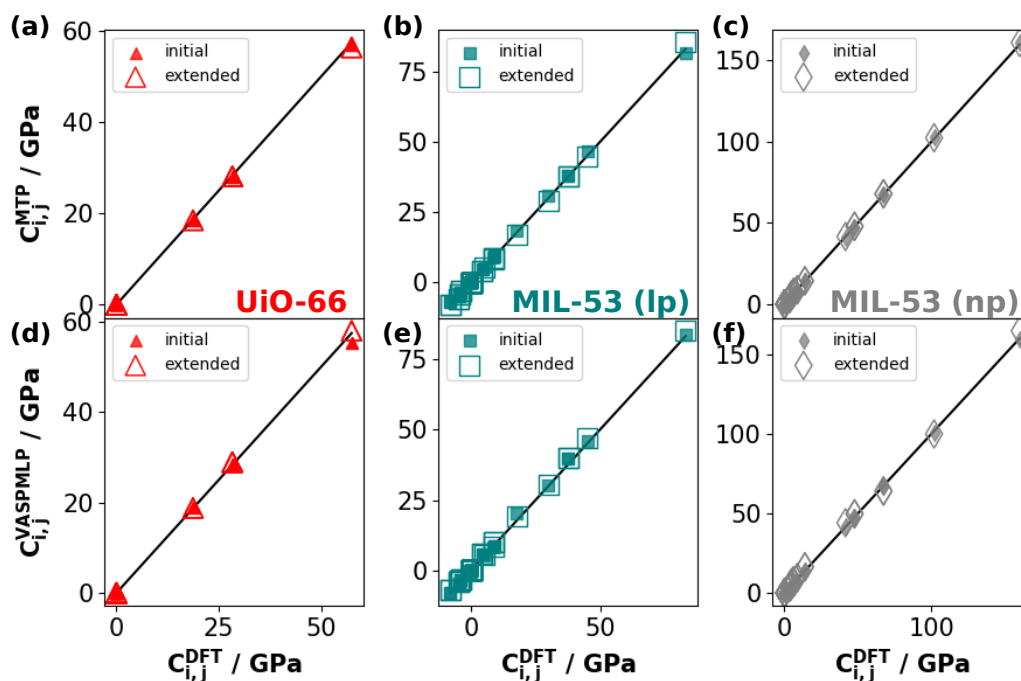 (a)
60
40
20
0
C_{i,j}^{MTP} / GPa
initial
extended
UiO-66
(b)
75
50
25
0
initial
extended
MIL-53 (lp)
(c)
150
100
50
0
initial
extended
MIL-53 (np)
(d)
60
40
20
0
C_{i,j}^{VASPMLP} / GPa
initial
extended
0
25
50
C_{i,j}^{DFT} / GPa
(e)
75
50
25
0
initial
extended
0
50
C_{i,j}^{DFT} / GPa
(f)
150
100
50
0
initial
extended
0
100
C_{i,j}^{DFT} / GPa